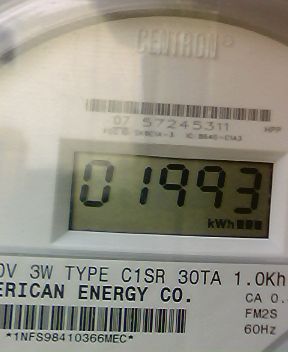 CENTRON®
07 57245311 HPP
01993
kWh
0V 3W TYPE C1SR 30TA 1.0Kh
ERICAN ENERGY CO.
CA 0.
FM2S
60Hz
*1NFS98410366MEC*